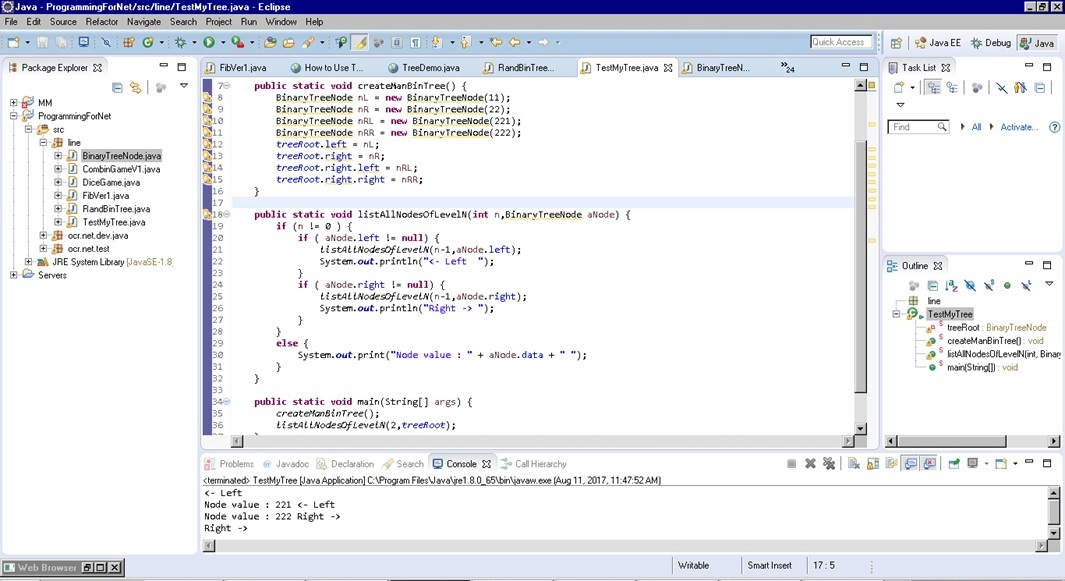 Java - ProgrammingForNet/src/line/TestMyTree.java - Eclipse
File Edit Source Refactor Navigate Search Project Run Window Help
Quick Access
Java EE
Debug
Java
Package Explorer
MM
ProgrammingForNet
src
line
BinaryTreeNode.java
CombinGameV1.java
DiceGame.java
FibVer1.java
RandBinTree.java
TestMyTree.java
ocr.net.dev.java
ocr.net.test
JRE System Library [JavaSE-1.8]
Servers
FibVer1.java How to Use T... TreeDemo.java RandBinTree... TestMyTree.java BinaryTreeN... »24
7 public static void createManBinTree() {
8 BinaryTreeNode nL = new BinaryTreeNode(11);
9 BinaryTreeNode nR = new BinaryTreeNode(22);
10 BinaryTreeNode nRL = new BinaryTreeNode(221);
11 BinaryTreeNode nRR = new BinaryTreeNode(222);
12 treeRoot.left = nL;
13 treeRoot.right = nR;
14 treeRoot.right.left = nRL;
15 treeRoot.right.right = nRR;
16 }
17
18 public static void listAllNodesOfLevelN(int n,BinaryTreeNode aNode) {
19 if (n != 0 ) {
20 if ( aNode.left != null) {
21 listAllNodesOfLevelN(n-1,aNode.left);
22 System.out.println("<- Left  ");
23 }
24 if ( aNode.right != null) {
25 listAllNodesOfLevelN(n-1,aNode.right);
26 System.out.println("Right -> ");
27 }
28 }
29 else {
30 System.out.print("Node value : " + aNode.data + " ");
31 }
32 }
33
34 public static void main(String[] args) {
35 createManBinTree();
36 listAllNodesOfLevelN(2,treeRoot);
Task List
Find
All
Activate...
Outline
line
TestMyTree
treeRoot : BinaryTreeNode
createManBinTree() : void
listAllNodesOfLevelN(int, Binar
main(String[]) : void
Problems Javadoc Declaration Search Console Call Hierarchy
<terminated> TestMyTree [Java Application] C:\Program Files\Java\jre1.8.0_65\bin\javaw.exe (Aug 11, 2017, 11:47:52 AM)
<- Left
Node value : 221 <- Left
Node value : 222 Right ->
Right ->
Writable
Smart Insert
17 : 5
Web Browser